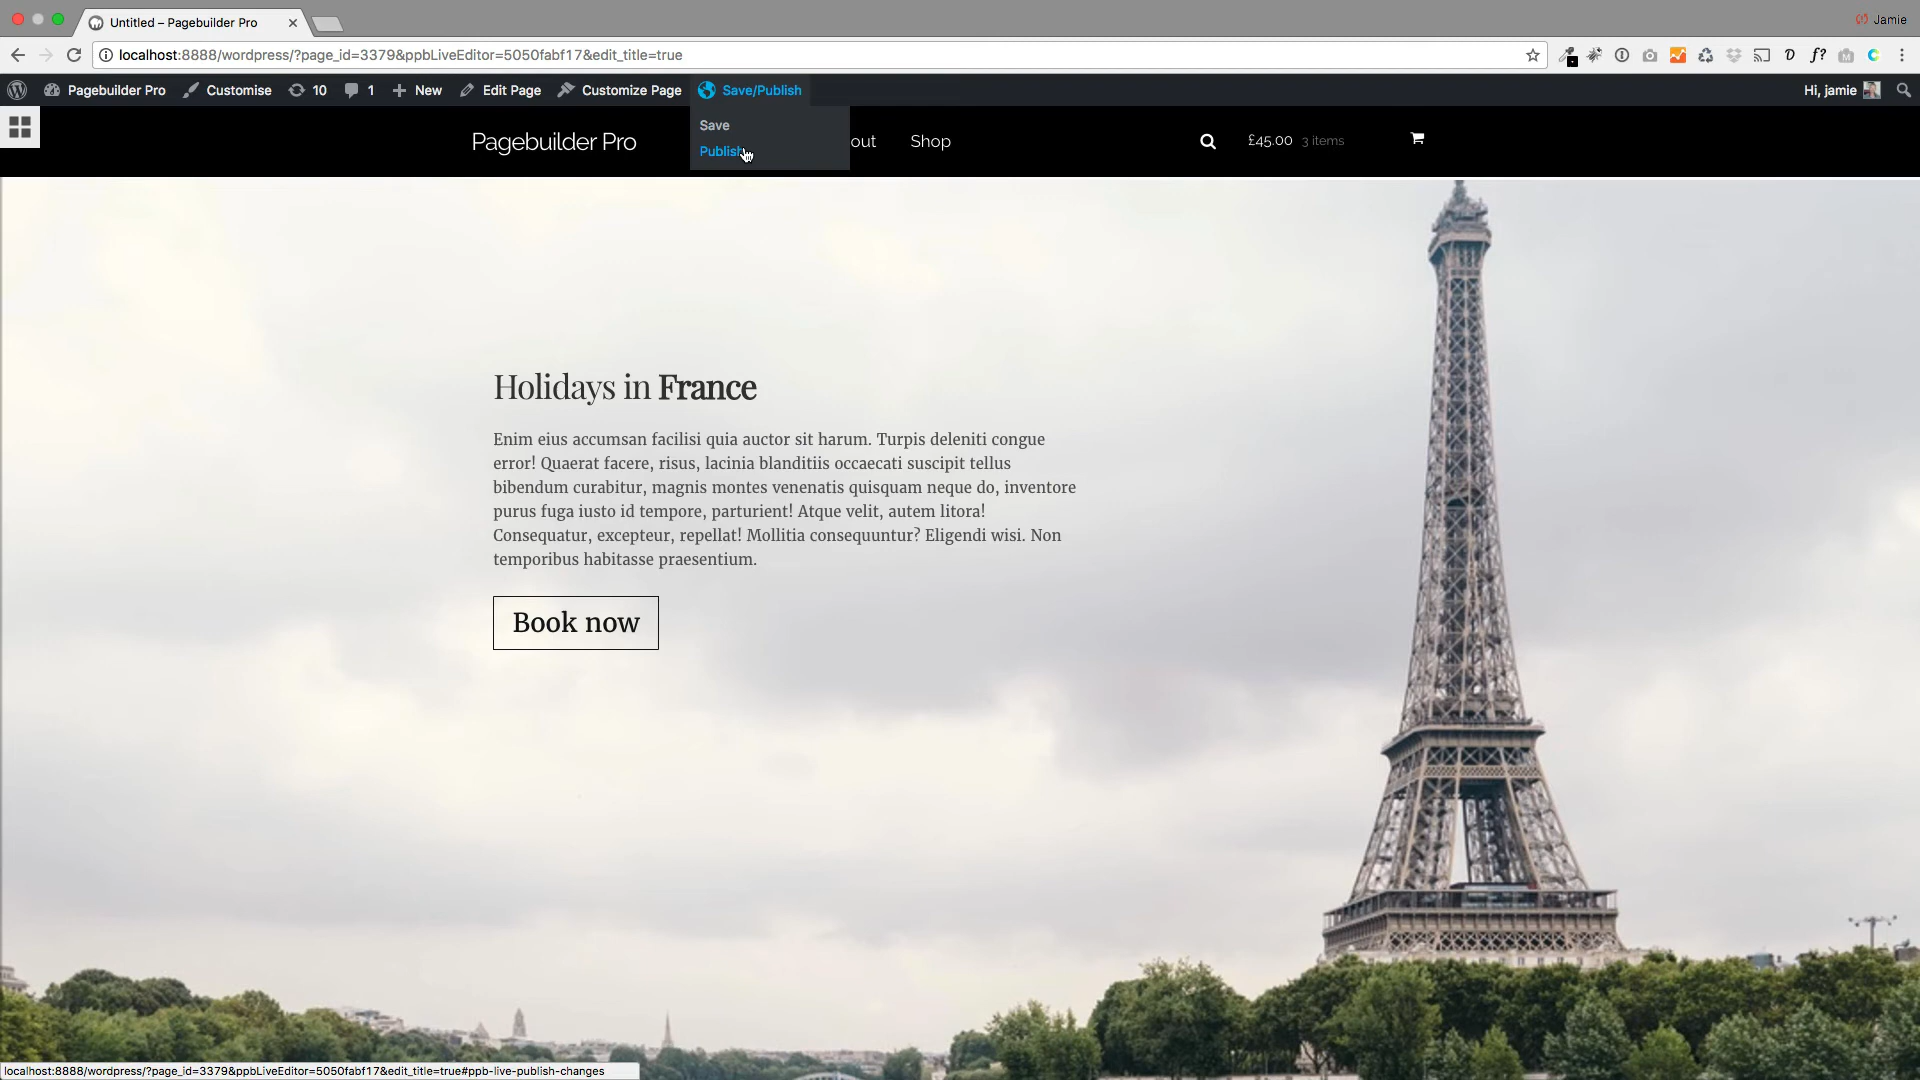 Untitled – Pagebuilder Pro
Jamie
localhost:8888/wordpress/?page_id=3379&ppbLiveEditor=5050fabf17&edit_title=true
Pagebuilder Pro Customise 10 1 New Edit Page Customize Page Save/Publish Hi, jamie
Save
Publish
Pagebuilder Pro out Shop £45.00 3 items
Holidays in France
Enim eius accumsan facilisi quia auctor sit harum. Turpis deleniti congue
error! Quaerat facere, risus, lacinia blanditiis occaecati suscipit tellus
bibendum curabitur, magnis montes venenatis quisquam neque do, inventore
purus fuga iusto id tempore, parturient! Atque velit, autem litora!
Consequatur, excepteur, repellat! Mollitia consequuntur? Eligendi wisi. Non
temporibus habitasse praesentium.
Book now
localhost:8888/wordpress/?page_id=3379&ppbLiveEditor=5050fabf17&edit_title=true#ppb-live-publish-changes